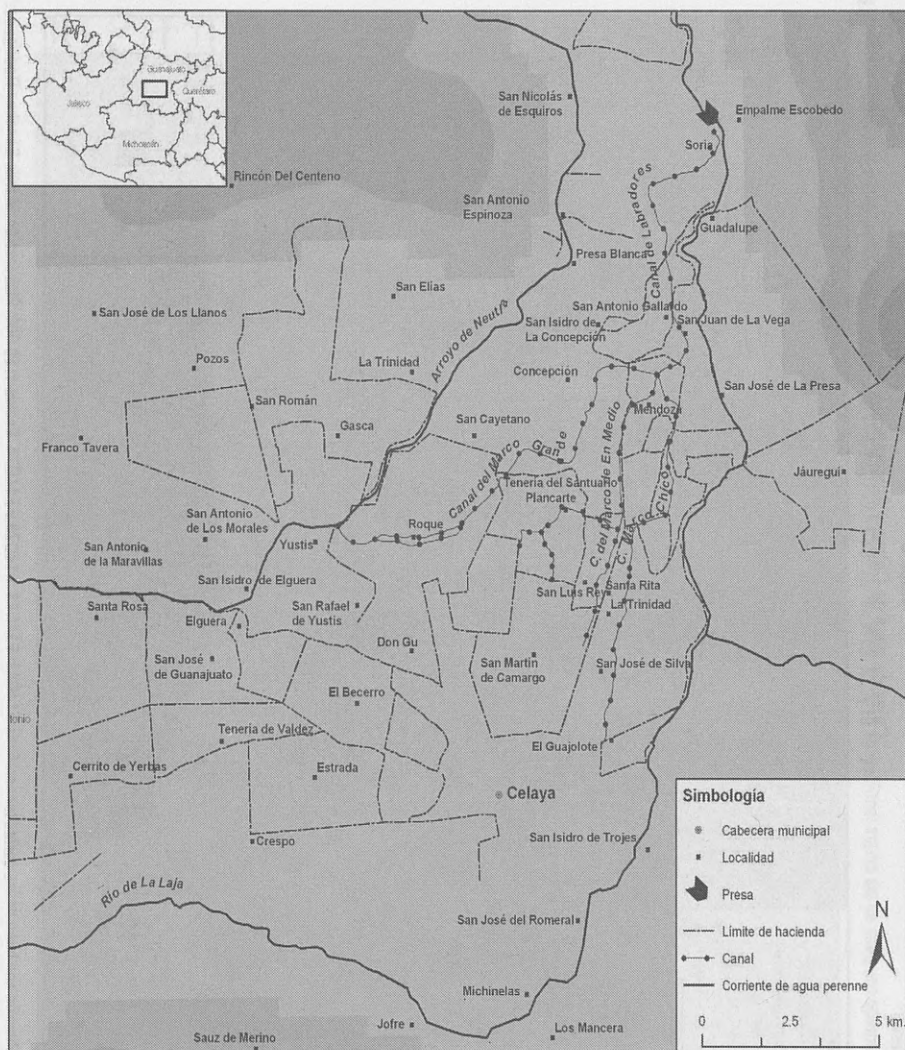 Guanajuato
Querétaro
Jalisco
Michoacán
San Nicolás
de Esquiros
Empalme Escobedo
Soria
Rincón Del Centeno
San Antonio
Espinoza
Canal de Labradores
Guadalupe
Presa Blanca
San Elías
Arroyo de Neutla
San José de Los Llanos
San Antonio Gallardo
San Isidro de
La Concepción
San Juan de La Vega
Pozos
La Trinidad
Concepción
San José de La Presa
San Román
Mendoza
Gasca
San Cayetano
Franco Tavera
Canal del Marco Grande
C. del Marco de En Medio
C. Marco Chico
Jáuregui
Tenería del Santuario
Plancarte
San Antonio
de Los Morales
Roque
Yustis
San Antonio
de la Maravillas
San Isidro de Elguera
San Luis Rey
Santa Rita
Santa Rosa
San Rafael
de Yustis
La Trinidad
Elguera
Don Gu
San José
de Guanajuato
San Martín
de Camargo
San José de Silva
El Becerro
tonio
Tenería de Valdez
El Guajolote
Cerrito de Yerbas
Estrada
Celaya
Crespo
San Isidro de Trojes
Río de La Laja
San José del Romeral
Michinelas
Jofre
Los Mancera
Sauz de Merino
Simbología
Cabecera municipal
Localidad
Presa
N
Límite de hacienda
Canal
Corriente de agua perenne
0 2.5 5 km.